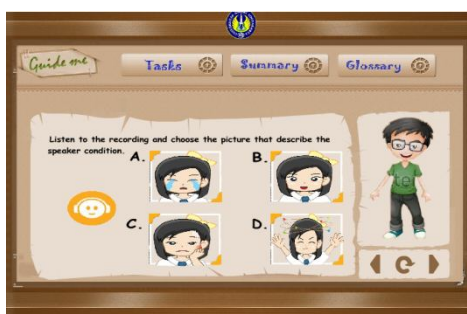 Guide me
Tasks
Summary
Glossary
Listen to the recording and choose the picture that describe the
speaker condition.
A.
B.
C.
D.